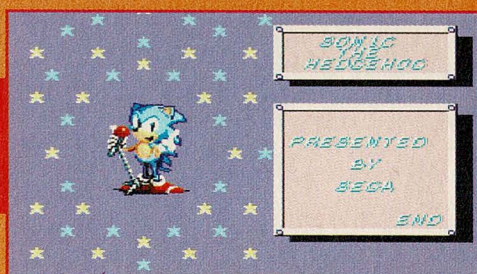 SONIC
THE
HEDGEHOG
PRESENTED
BY
SEGA
END